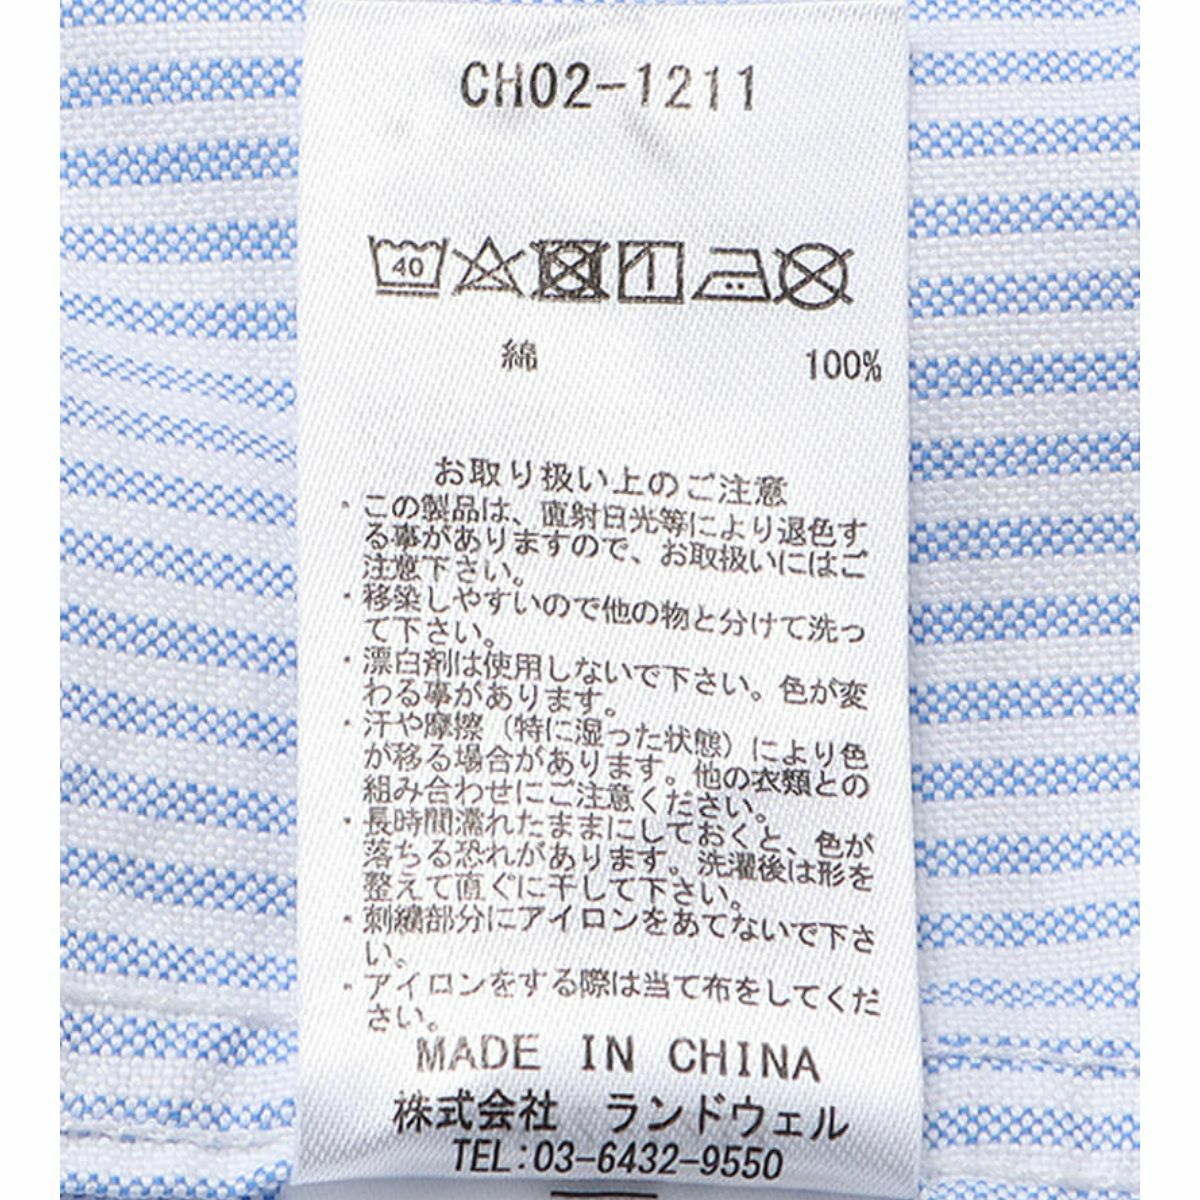 CH02-1211
40
綿 100%
お取り扱い上のご注意
・この製品は、直射日光等により退色す
る事がありますので、お取扱いにはご
注意下さい。
・移染しやすいので他の物と分けて洗っ
て下さい。
・漂白剤は使用しないで下さい。色が変
わる事があります。
・汗や摩擦（特に湿った状態）により色
が移る場合があります。他の衣類との
組み合わせにご注意ください。
・長時間濡れたままにしておくと、色が
落ちる恐れがあります。洗濯後は形を
整えて直ぐに干して下さい。
・刺繍部分にアイロンをあてないで下さ
い。
・アイロンをする際は当て布をしてくだ
さい。
MADE IN CHINA
株式会社 ランドウェル
TEL:03-6432-9550